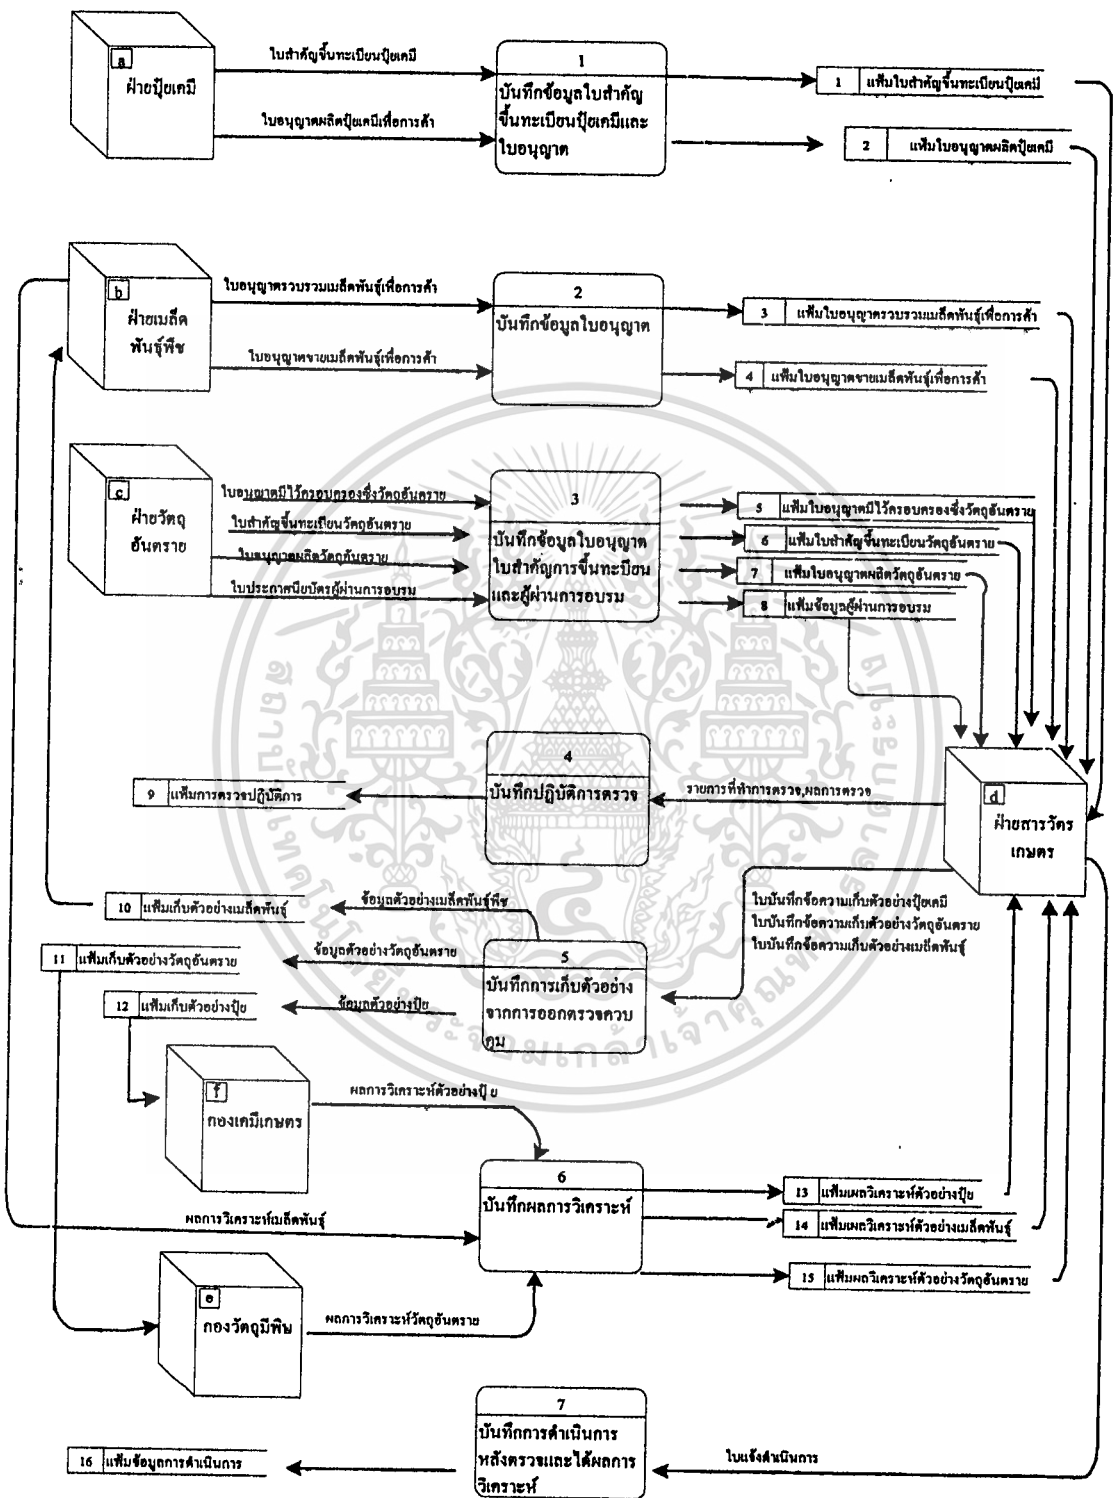 a
ฝ่ายปุ๋ยเคมี
ใบสำคัญขึ้นทะเบียนปุ๋ยเคมี
ใบอนุญาตผลิตปุ๋ยเคมีเพื่อการค้า
1
บันทึกข้อมูลใบสำคัญ
ขึ้นทะเบียนปุ๋ยเคมีและ
ใบอนุญาต
1 แฟ้มใบสำคัญขึ้นทะเบียนปุ๋ยเคมี
2 แฟ้มใบอนุญาตผลิตปุ๋ยเคมี
b
ฝ่ายเมล็ด
พันธุ์พืช
ใบอนุญาตรวบรวมเมล็ดพันธุ์เพื่อการค้า
ใบอนุญาตขายเมล็ดพันธุ์เพื่อการค้า
2
บันทึกข้อมูลใบอนุญาต
3 แฟ้มใบอนุญาตรวบรวมเมล็ดพันธุ์เพื่อการค้า
4 แฟ้มใบอนุญาตขายเมล็ดพันธุ์เพื่อการค้า
c
ฝ่ายวัตถุ
อันตราย
ใบอนุญาตมีไว้ครอบครองซึ่งวัตถุอันตราย
ใบสำคัญขึ้นทะเบียนวัตถุอันตราย
ใบอนุญาตผลิตวัตถุอันตราย
ใบประกาศนียบัตรผู้ผ่านการอบรม
3
บันทึกข้อมูลใบอนุญาต
ใบสำคัญการขึ้นทะเบียน
และผู้ผ่านการอบรม
5 แฟ้มใบอนุญาตมีไว้ครอบครองซึ่งวัตถุอันตราย
6 แฟ้มใบสำคัญขึ้นทะเบียนวัตถุอันตราย
7 แฟ้มใบอนุญาตผลิตวัตถุอันตราย
8 แฟ้มข้อมูลผู้ผ่านการอบรม
4
บันทึกปฏิบัติการตรวจ
9 แฟ้มการตรวจปฏิบัติการ
รายการที่ทำการตรวจ,ผลการตรวจ
d
ฝ่ายสารวัตร
เกษตร
ใบบันทึกข้อความเก็บตัวอย่างปุ๋ยเคมี
ใบบันทึกข้อความเก็บตัวอย่างวัตถุอันตราย
ใบบันทึกข้อความเก็บตัวอย่างเมล็ดพันธุ์
10 แฟ้มเก็บตัวอย่างเมล็ดพันธุ์
ข้อมูลตัวอย่างเมล็ดพันธุ์พืช
11 แฟ้มเก็บตัวอย่างวัตถุอันตราย
ข้อมูลตัวอย่างวัตถุอันตราย
12 แฟ้มเก็บตัวอย่างปุ๋ย
ข้อมูลตัวอย่างปุ๋ย
5
บันทึกการเก็บตัวอย่าง
จากการออกตรวจควบ
คุม
f
กองเคมีเกษตร
ผลการวิเคราะห์ตัวอย่างปุ๋ย
6
บันทึกผลการวิเคราะห์
ผลการวิเคราะห์เมล็ดพันธุ์
13 แฟ้มผลวิเคราะห์ตัวอย่างปุ๋ย
14 แฟ้มผลวิเคราะห์ตัวอย่างเมล็ดพันธุ์
15 แฟ้มผลวิเคราะห์ตัวอย่างวัตถุอันตราย
e
กองวัตถุมีพิษ
ผลการวิเคราะห์วัตถุอันตราย
7
บันทึกการดำเนินการ
หลังตรวจและได้ผลการ
วิเคราะห์
16 แฟ้มข้อมูลการดำเนินการ
ใบแจ้งดำเนินการ